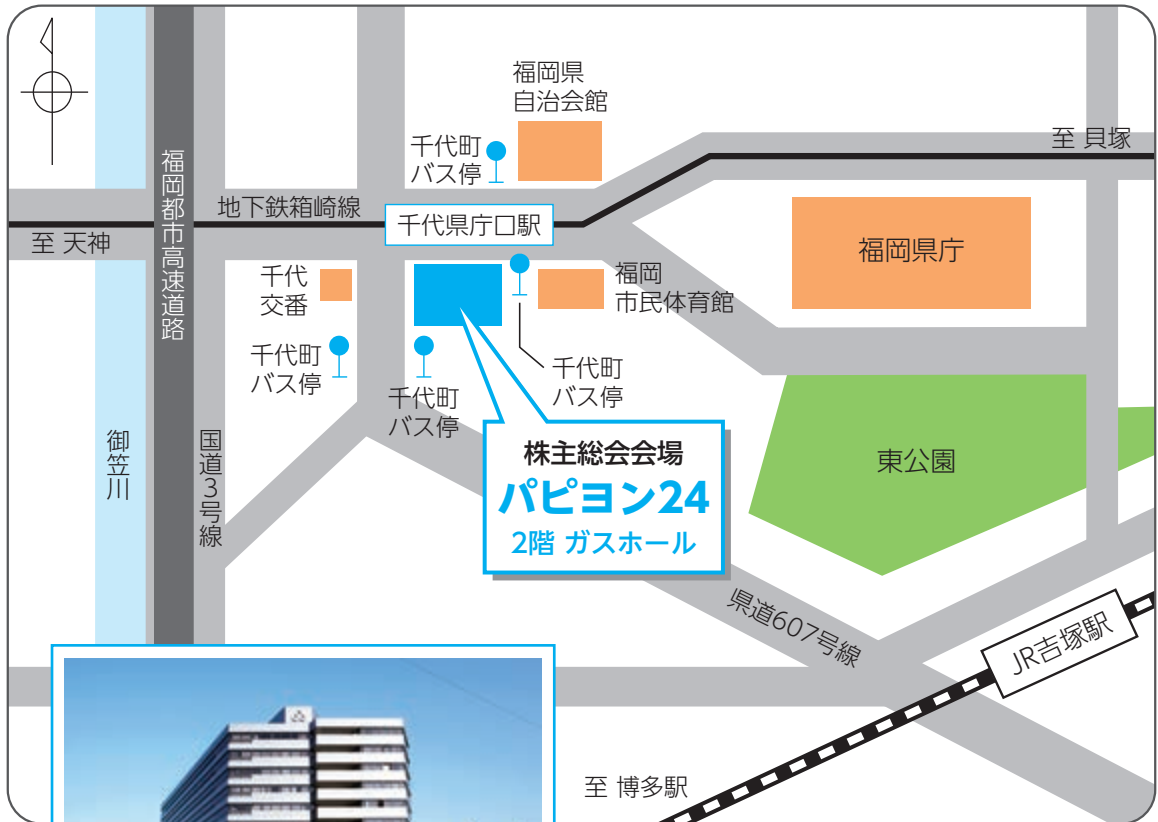 福岡県
自治会館
千代町
バス停
至 貝塚
福岡都市高速道路
地下鉄箱崎線
千代県庁口駅
至 天神
福岡県庁
千代
交番
福岡
市民体育館
千代町
バス停
千代町
バス停
千代町
バス停
御笠川
国道3号線
株主総会会場
パピヨン24
2階 ガスホール
東公園
県道607号線
JR吉塚駅
至 博多駅